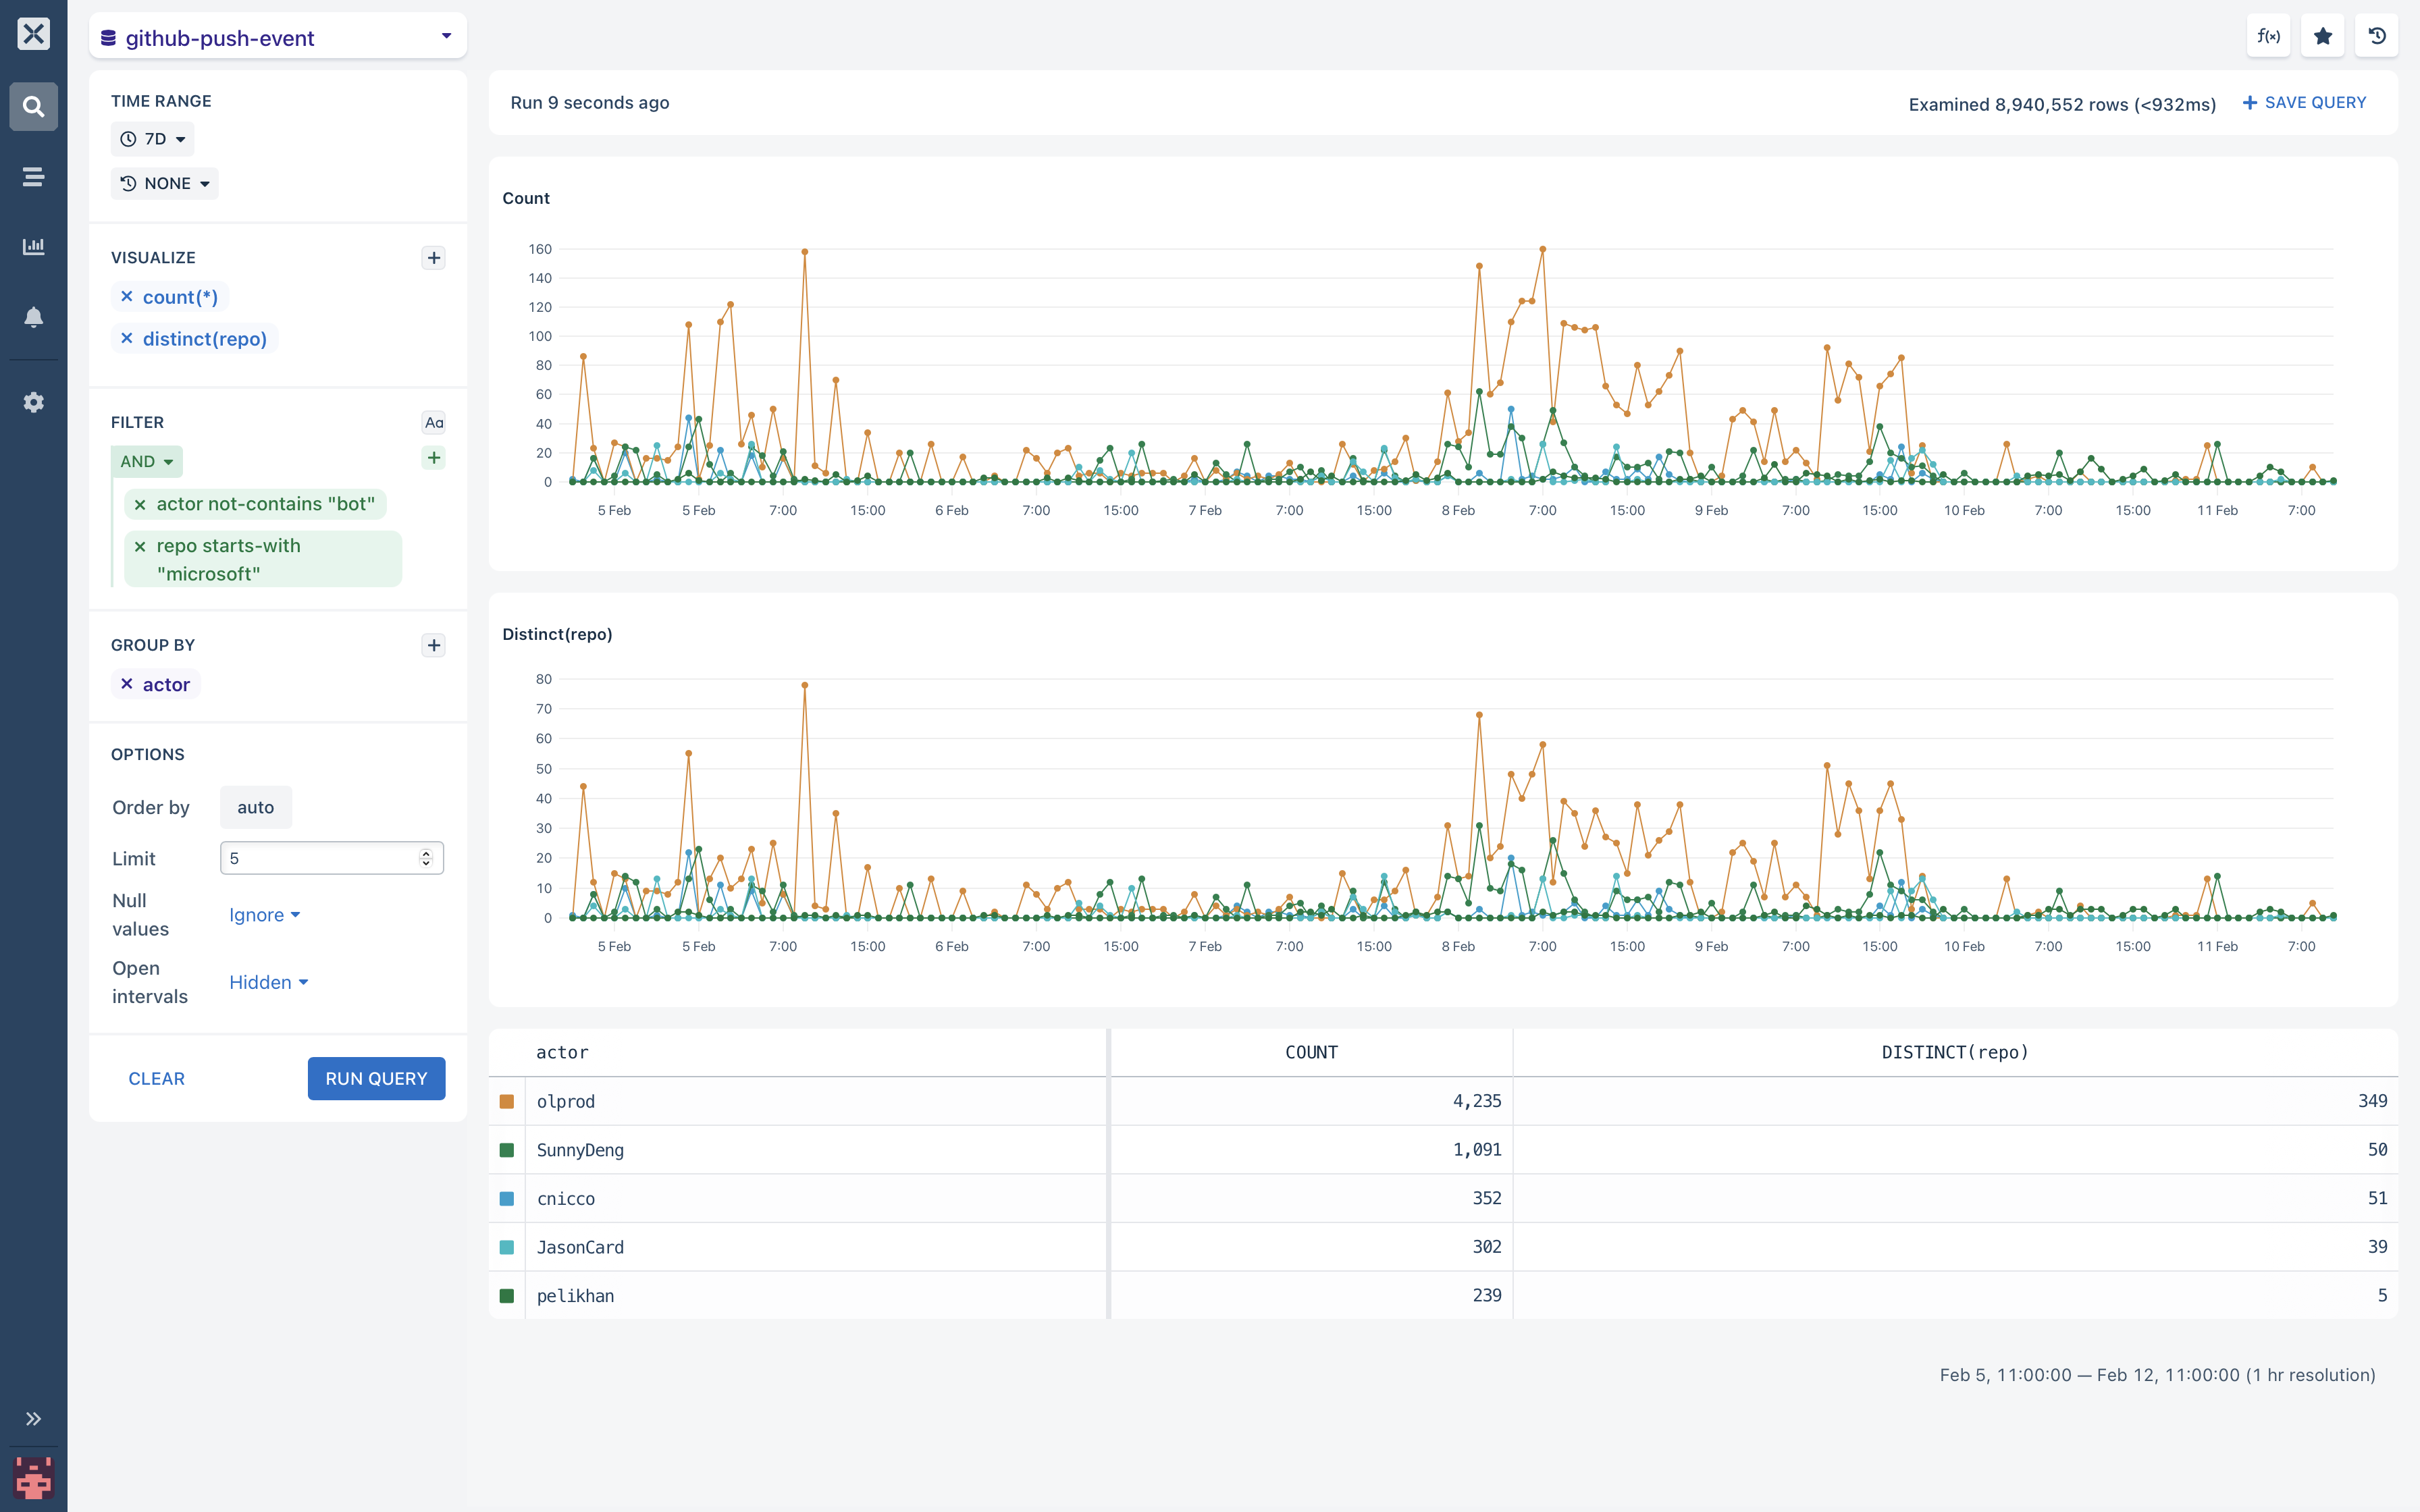 github-push-event
f(x)
TIME RANGE
7D
NONE
VISUALIZE
count(*)
distinct(repo)
FILTER
Aa
AND
actor not-contains "bot"
repo starts-with
"microsoft"
GROUP BY
actor
OPTIONS
Order by auto
Limit 5
Null
values
Ignore
Open
intervals
Hidden
CLEAR RUN QUERY
Run 9 seconds ago
Examined 8,940,552 rows (<932ms)
SAVE QUERY
Count
160
140
120
100
80
60
40
20
0
5 Feb 5 Feb 7:00 15:00 6 Feb 7:00 15:00 7 Feb 7:00 15:00 8 Feb 7:00 15:00 9 Feb 7:00 15:00 10 Feb 7:00 15:00 11 Feb 7:00
Distinct(repo)
80
70
60
50
40
30
20
10
0
5 Feb 5 Feb 7:00 15:00 6 Feb 7:00 15:00 7 Feb 7:00 15:00 8 Feb 7:00 15:00 9 Feb 7:00 15:00 10 Feb 7:00 15:00 11 Feb 7:00
actor COUNT DISTINCT(repo)
olprod 4,235 349
SunnyDeng 1,091 50
cnicco 352 51
JasonCard 302 39
pelikhan 239 5
Feb 5, 11:00:00 — Feb 12, 11:00:00 (1 hr resolution)